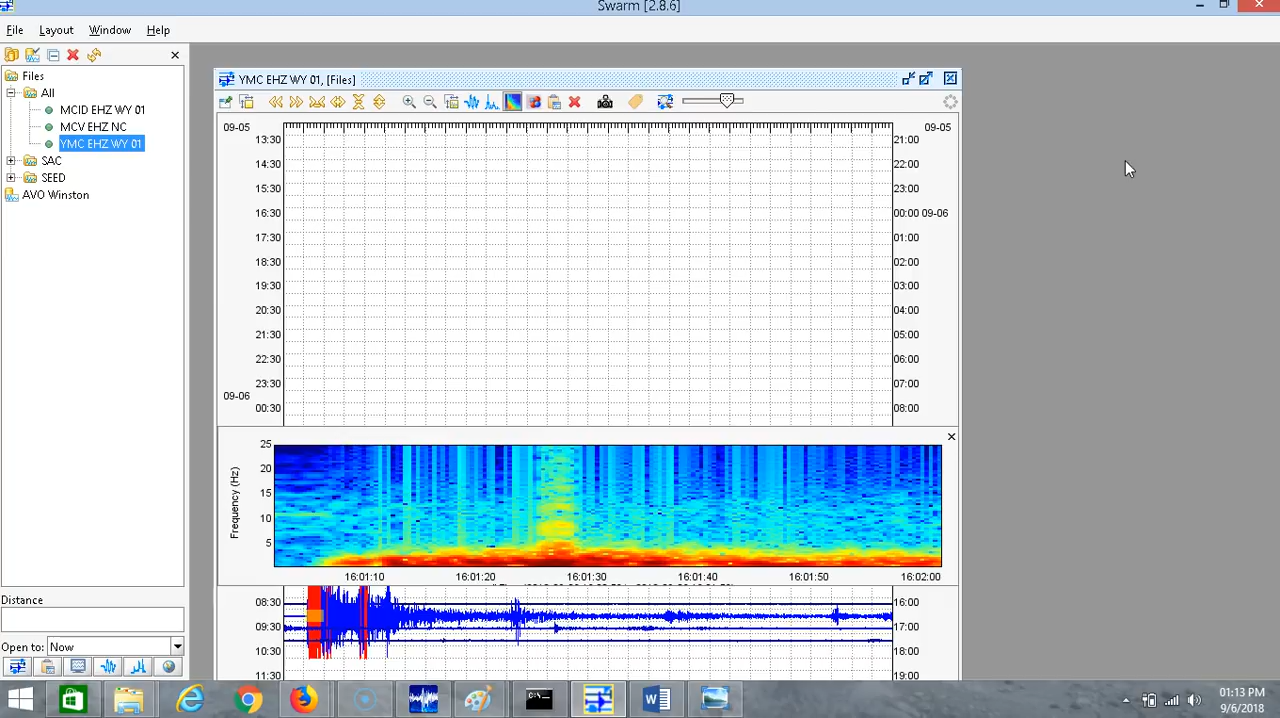 Swarm [2.8.6]
File Layout Window Help
Files
All
MCID EHZ WY 01
MCV EHZ NC
YMC EHZ WY 01
SAC
SEED
AVO Winston
Distance
Open to: Now
YMC EHZ WY 01, [Files]
09-05 09-05
13:30 21:00
14:30 22:00
15:30 23:00
16:30 00:00 09-06
17:30 01:00
18:30 02:00
19:30 03:00
20:30 04:00
21:30 05:00
22:30 06:00
23:30 07:00
09-06
00:30 08:00
Frequency (Hz)
25
20
15
10
5
16:01:10 16:01:20 16:01:30 16:01:40 16:01:50 16:02:00
08:30 16:00
09:30 17:00
10:30 18:00
11:30 19:00
C:\
01:13 PM
9/6/2018